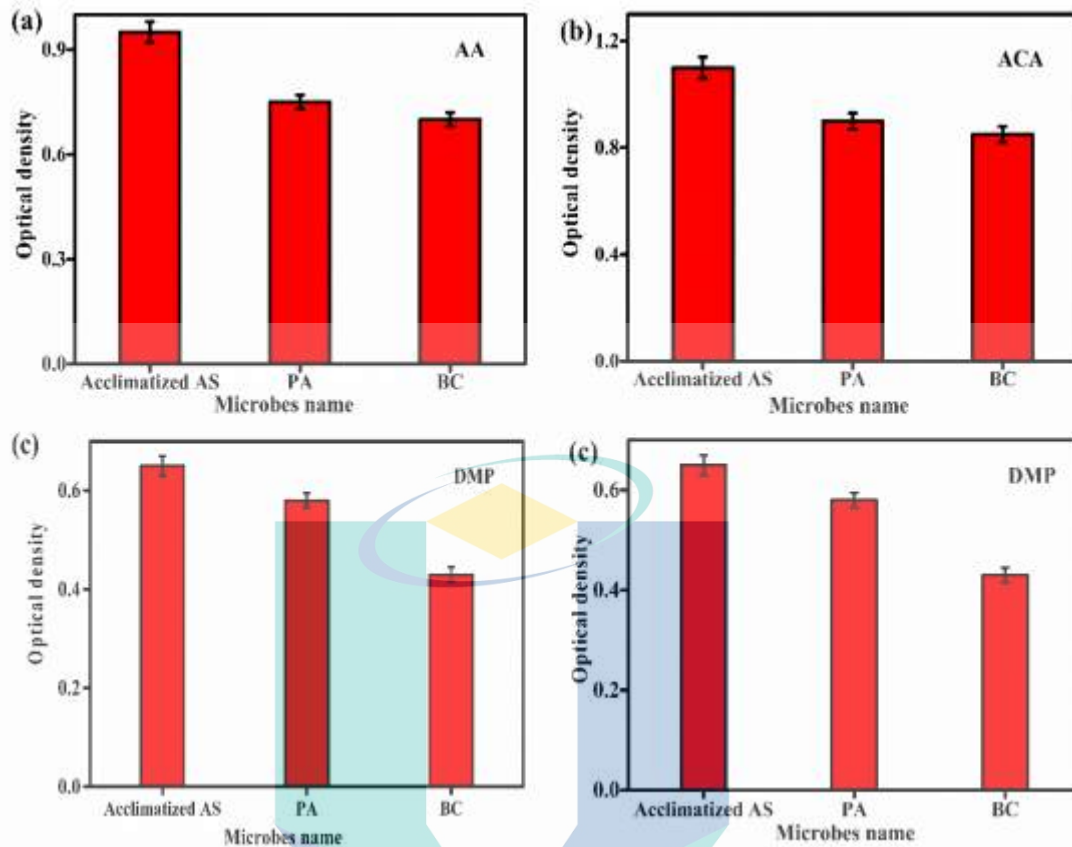 (a)
AA
Optical density
0.9
0.6
0.3
0.0
Acclimatized AS PA BC
Microbes name
(b)
ACA
Optical density
1.2
0.8
0.4
0.0
Acclimatized AS PA BC
Microbes name
(c)
DMP
Optical density
0.6
0.4
0.2
0.0
Acclimatized AS PA BC
Microbes name
(c)
DMP
Optical density
0.6
0.4
0.2
0.0
Acclimatized AS PA BC
Microbes name